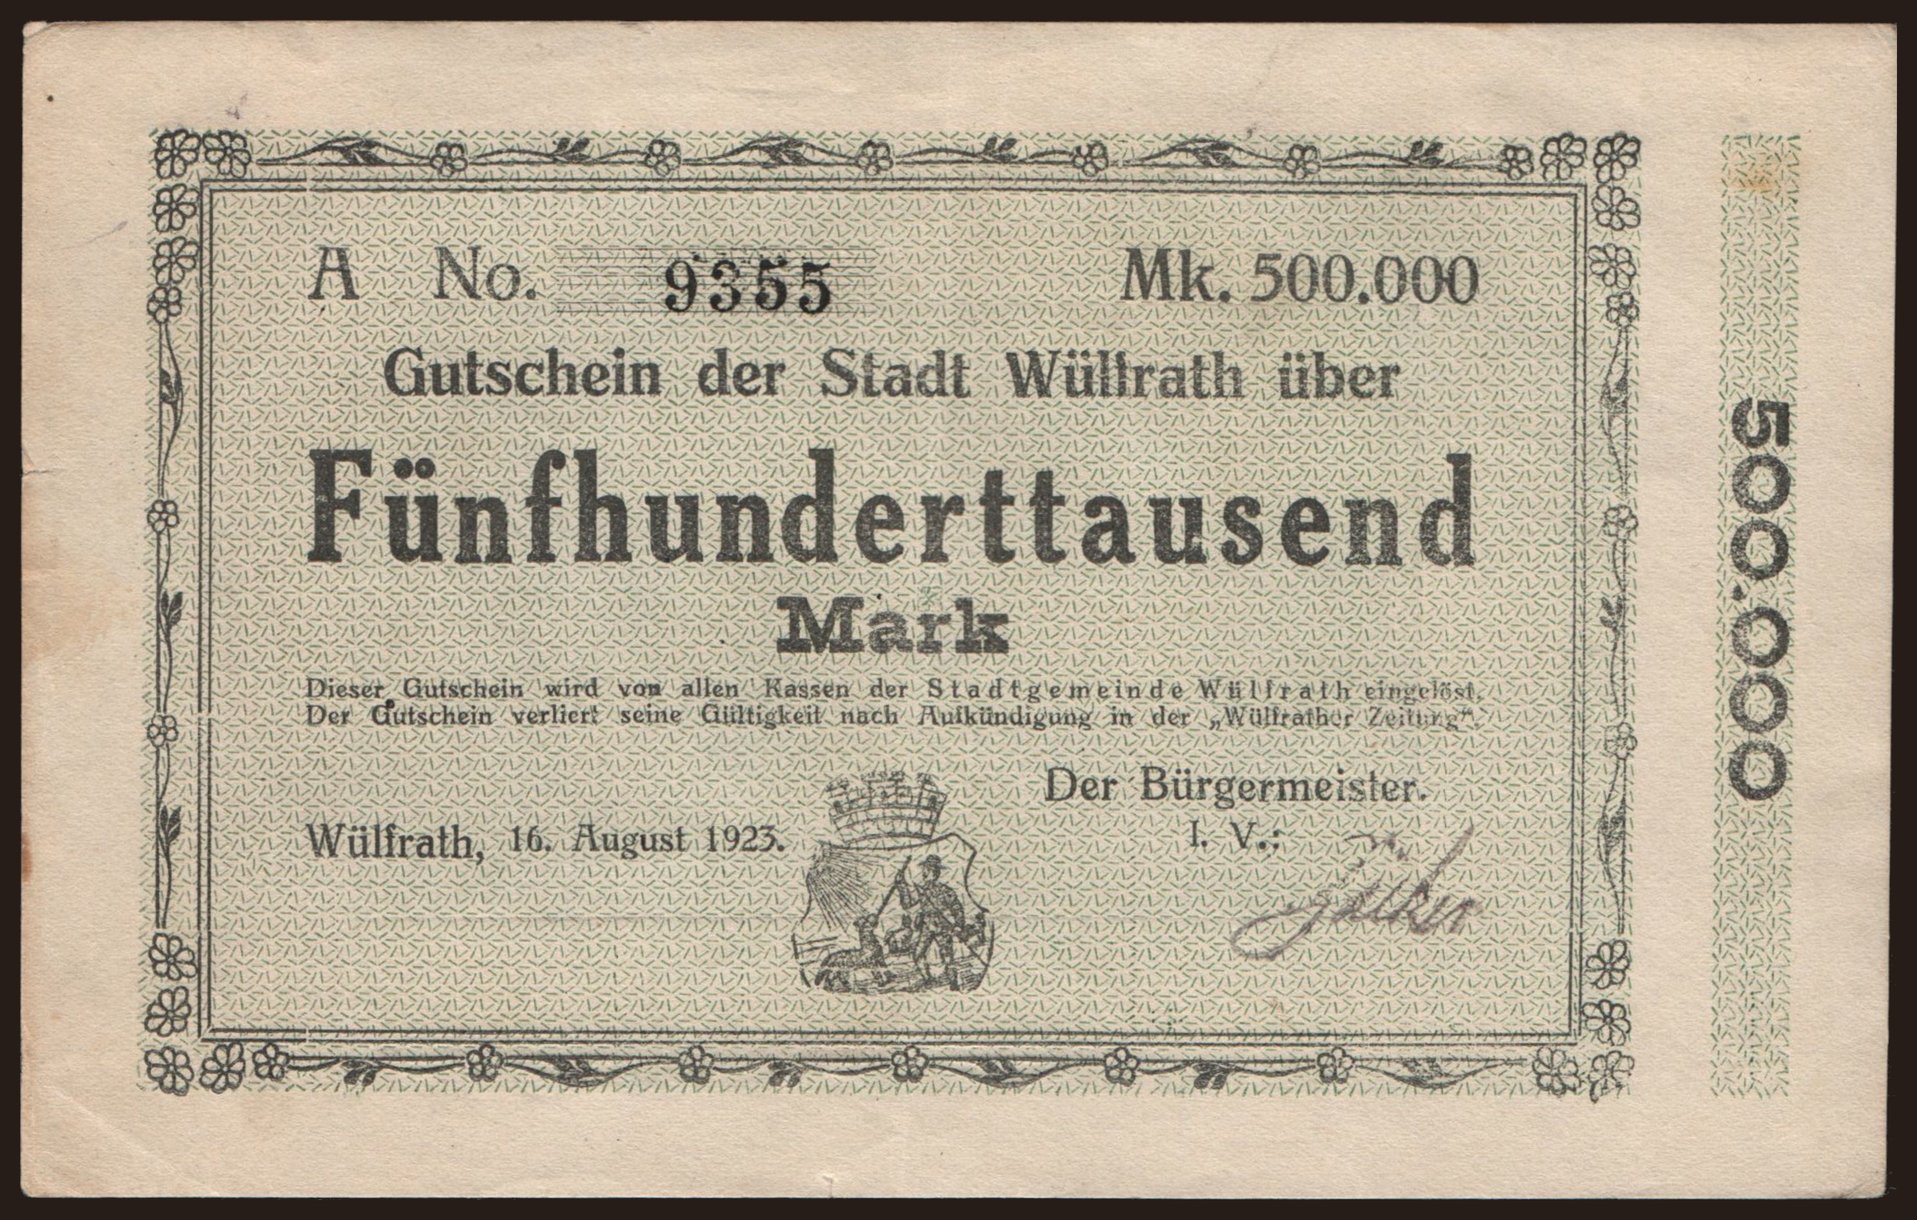 A No. 9355 Mk. 500.000
Gutschein der Stadt Wülfrath über
Fünfhunderttausend
Mark
Dieser Gutschein wird von allen Kassen der Stadtgemeinde Wülfrath eingelöst.
Der Gutschein verliert seine Gültigkeit nach Aufkündigung in der „Wülfrather Zeitung“.
Der Bürgermeister.
Wülfrath, 16. August 1923.
I. V.:
500.000